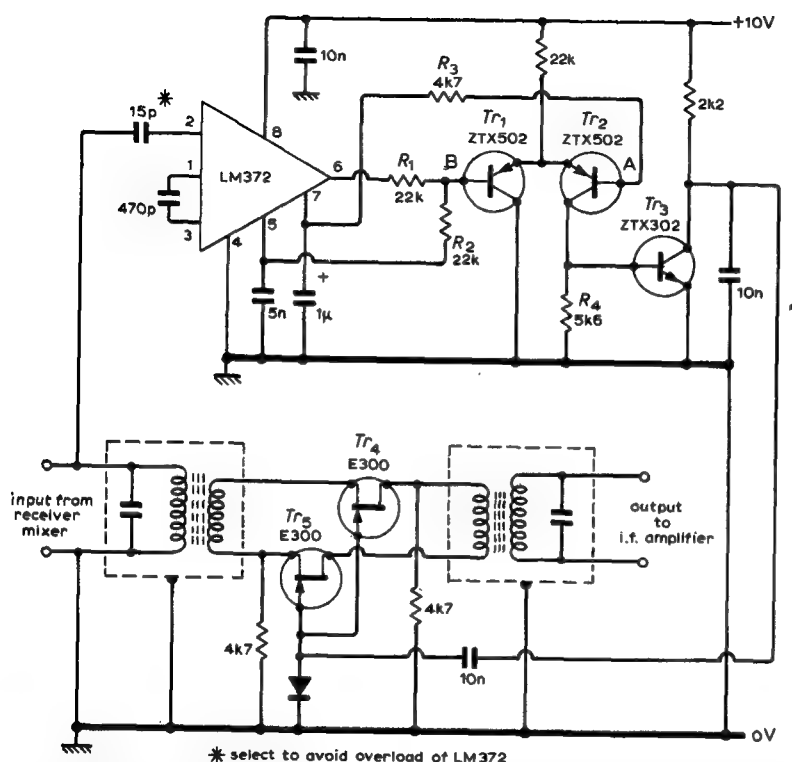 +10V
10n
22k
R3
4k7
2k2
15p *
2
8
Tr1
ZTX502
Tr2
ZTX502
1
LM372
6
R1
22k
B
A
470p
7
Tr3
ZTX302
3
4
5
R2
22k
+
5n
1µ
R4
5k6
10n
Tr4
E300
input from
receiver
mixer
Tr5
E300
output
to
i.f. amplifier
4k7
4k7
10n
0V
* select to avoid overload of LM372